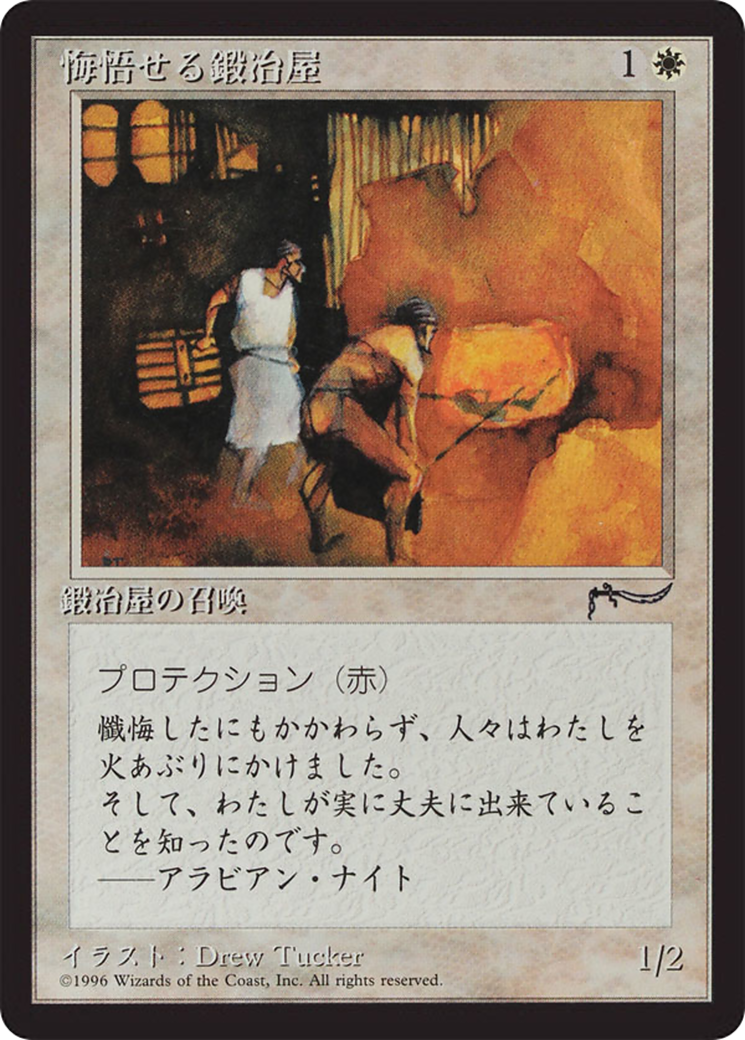 悔悟せる鍛冶屋 1
鍛冶屋の召喚
プロテクション（赤）
懺悔したにもかかわらず、人々はわたしを
火あぶりにかけました。
そして、わたしが実に丈夫に出来ているこ
とを知ったのです。
──アラビアン・ナイト
イラスト：Drew Tucker 1/2
©1996 Wizards of the Coast, Inc. All rights reserved.